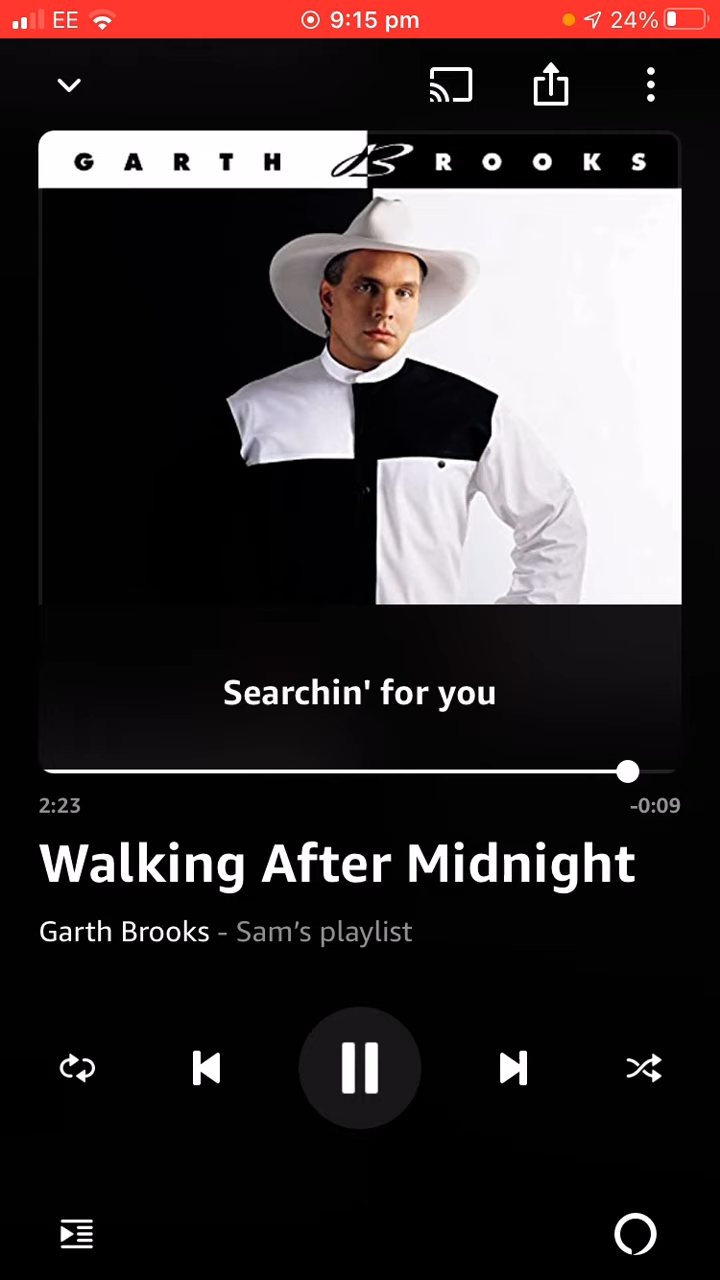 EE 9:15 pm 24%
GARTH BROOKS
Searchin' for you
2:23 -0:09
Walking After Midnight
Garth Brooks - Sam's playlist